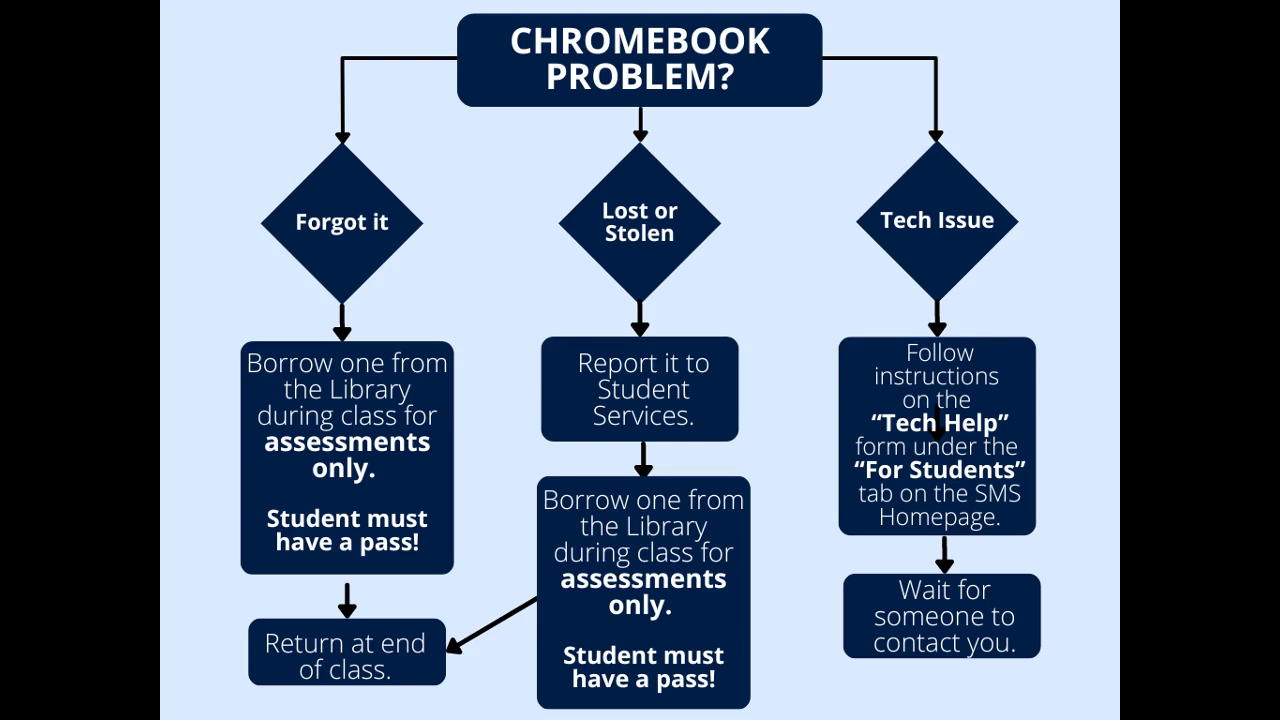 CHROMEBOOK
PROBLEM?
Forgot it
Lost or
Stolen
Tech Issue
Borrow one from
the Library
during class for
assessments
only.
Student must
have a pass!
Return at end
of class.
Report it to
Student
Services.
Borrow one from
the Library
during class for
assessments
only.
Student must
have a pass!
Follow
instructions
on the
“Tech Help”
form under the
“For Students”
tab on the SMS
Homepage.
Wait for
someone to
contact you.